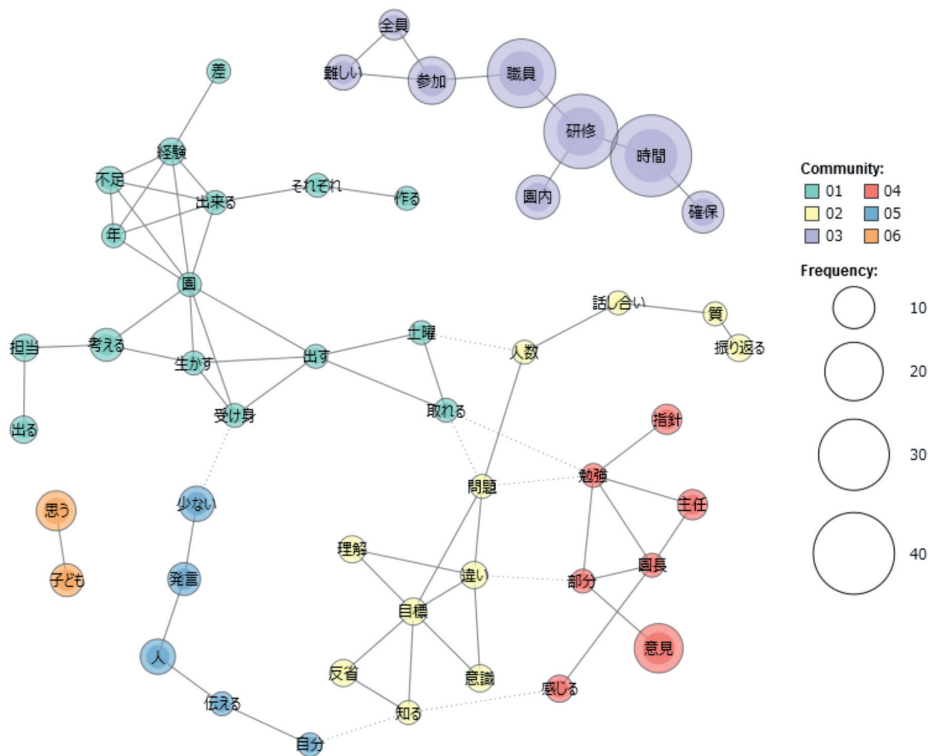 全員
難しい
参加
職員
差
研修
時間
経験
不足
出来る
それぞれ
作る
園内
確保
年
園
担当
考える
生かす
出す
土曜
人数
話し合い
質
振り返る
出る
受け身
取れる
指針
問題
勉強
主任
思う
少ない
子ども
発言
理解
違い
部分
園長
目標
人
反省
意識
意見
伝える
知る
感じる
自分
Community:
01 04
02 05
03 06
Frequency:
10
20
30
40